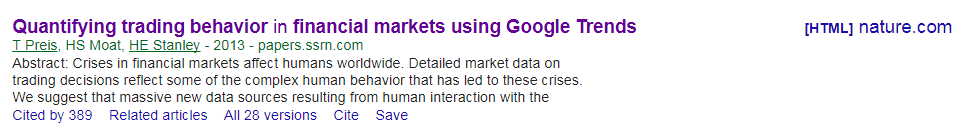 Quantifying trading behavior in financial markets using Google Trends [HTML] nature.com
T Preis, HS Moat, HE Stanley - 2013 - papers.ssrn.com
Abstract: Crises in financial markets affect humans worldwide. Detailed market data on
trading decisions reflect some of the complex human behavior that has led to these crises.
We suggest that massive new data sources resulting from human interaction with the
Cited by 389 Related articles All 28 versions Cite Save